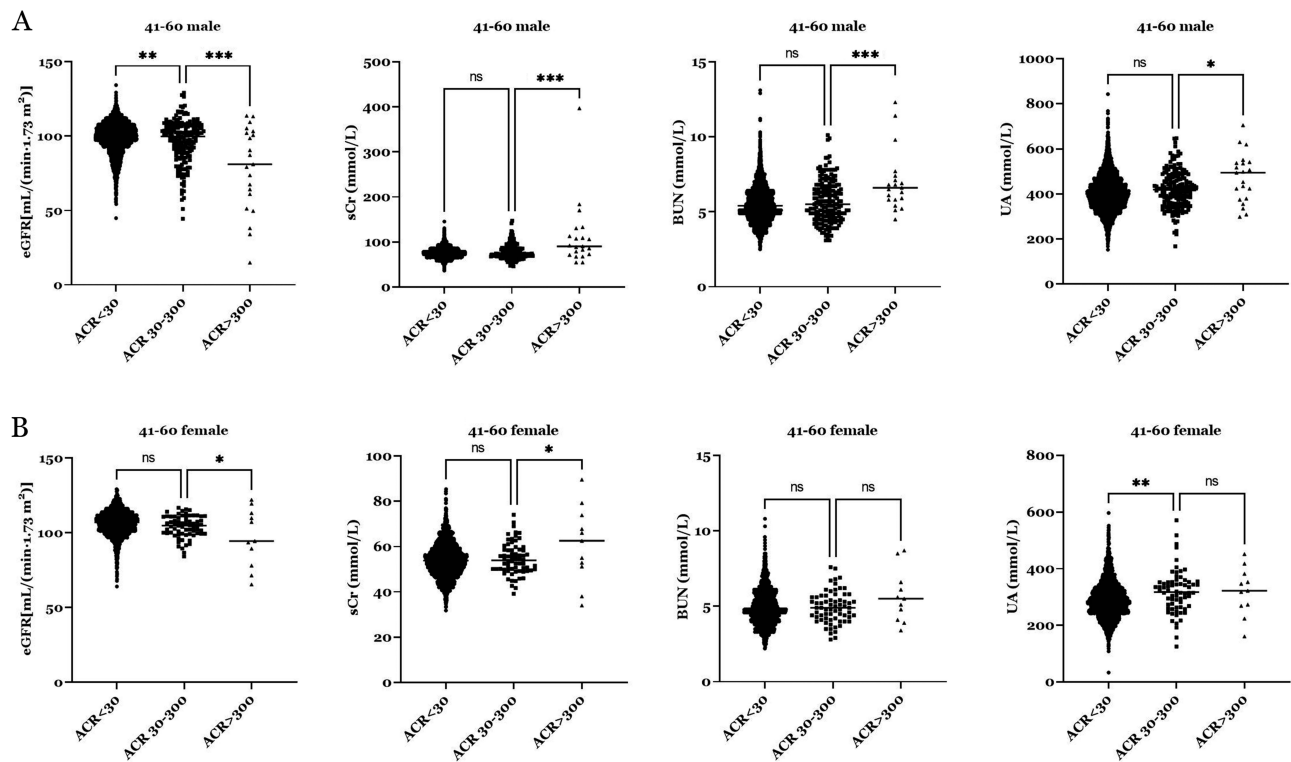 A
41-60 male
** ***
eGFR[mL/(min·1.73 m²)]
150
100
50
0
ACR<30
ACR 30-300
ACR>300
41-60 male
ns ***
sCr (mmol/L)
500
400
300
200
100
0
ACR<30
ACR 30-300
ACR>300
41-60 male
ns ***
BUN (mmol/L)
15
10
5
0
ACR<30
ACR 30-300
ACR>300
41-60 male
ns *
UA (mmol/L)
1000
800
600
400
200
0
ACR<30
ACR 30-300
ACR>300
B
41-60 female
ns *
eGFR[mL/(min·1.73 m²)]
150
100
50
0
ACR<30
ACR 30-300
ACR>300
41-60 female
ns *
sCr (mmol/L)
100
80
60
40
20
0
ACR<30
ACR 30-300
ACR>300
41-60 female
ns ns
BUN (mmol/L)
15
10
5
0
ACR<30
ACR 30-300
ACR>300
41-60 female
** ns
UA (mmol/L)
800
600
400
200
0
ACR<30
ACR 30-300
ACR>300